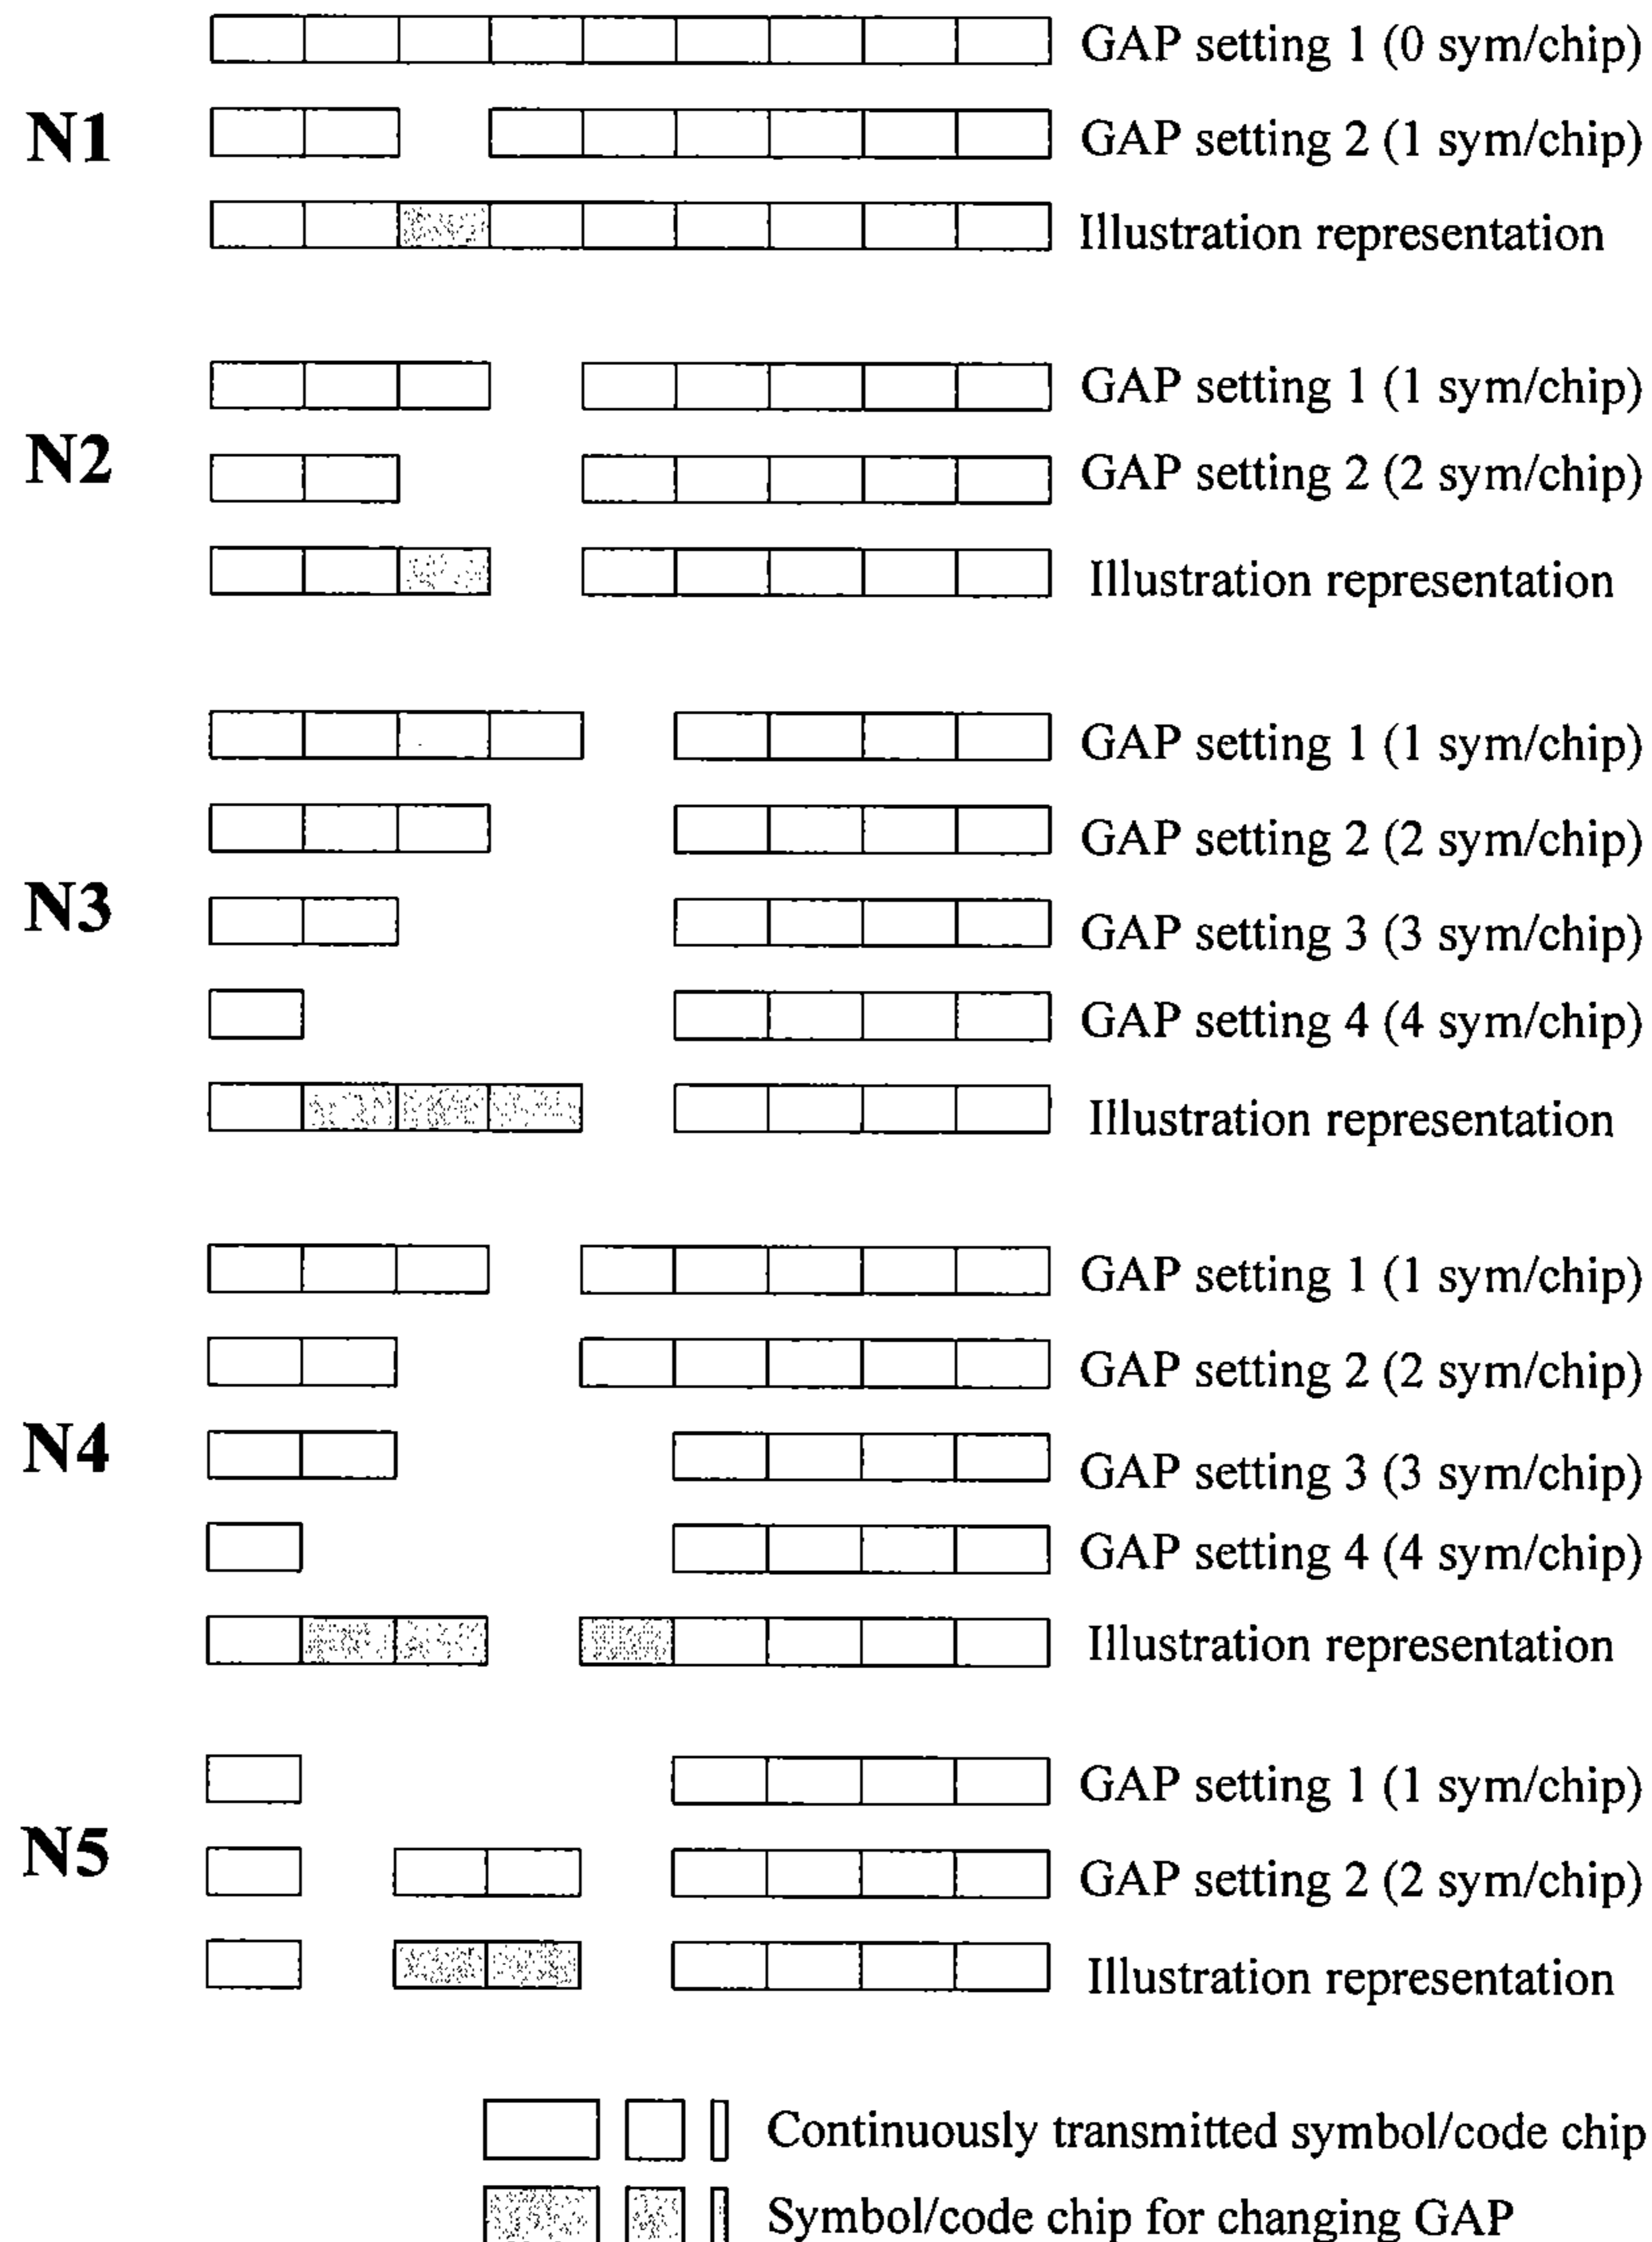 GAP setting 1 (0 sym/chip)
N1
GAP setting 2 (1 sym/chip)
Illustration representation
GAP setting 1 (1 sym/chip)
N2
GAP setting 2 (2 sym/chip)
Illustration representation
GAP setting 1 (1 sym/chip)
GAP setting 2 (2 sym/chip)
N3
GAP setting 3 (3 sym/chip)
GAP setting 4 (4 sym/chip)
Illustration representation
GAP setting 1 (1 sym/chip)
GAP setting 2 (2 sym/chip)
N4
GAP setting 3 (3 sym/chip)
GAP setting 4 (4 sym/chip)
Illustration representation
GAP setting 1 (1 sym/chip)
N5
GAP setting 2 (2 sym/chip)
Illustration representation
Continuously transmitted symbol/code chip
Symbol/code chip for changing GAP